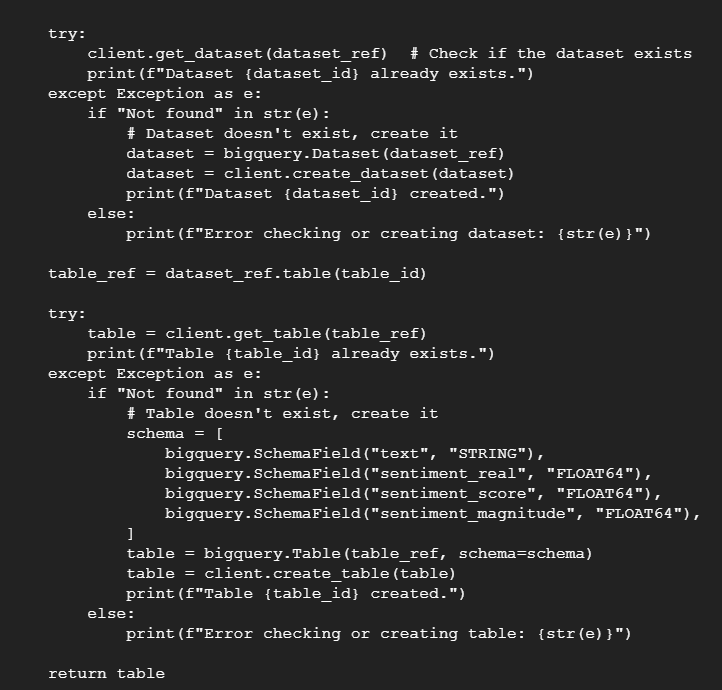 try:
    client.get_dataset(dataset_ref)  # Check if the dataset exists
    print(f"Dataset {dataset_id} already exists.")
except Exception as e:
    if "Not found" in str(e):
        # Dataset doesn't exist, create it
        dataset = bigquery.Dataset(dataset_ref)
        dataset = client.create_dataset(dataset)
        print(f"Dataset {dataset_id} created.")
    else:
        print(f"Error checking or creating dataset: {str(e)}")

table_ref = dataset_ref.table(table_id)

try:
    table = client.get_table(table_ref)
    print(f"Table {table_id} already exists.")
except Exception as e:
    if "Not found" in str(e):
        # Table doesn't exist, create it
        schema = [
            bigquery.SchemaField("text", "STRING"),
            bigquery.SchemaField("sentiment_real", "FLOAT64"),
            bigquery.SchemaField("sentiment_score", "FLOAT64"),
            bigquery.SchemaField("sentiment_magnitude", "FLOAT64"),
        ]
        table = bigquery.Table(table_ref, schema=schema)
        table = client.create_table(table)
        print(f"Table {table_id} created.")
    else:
        print(f"Error checking or creating table: {str(e)}")

return table